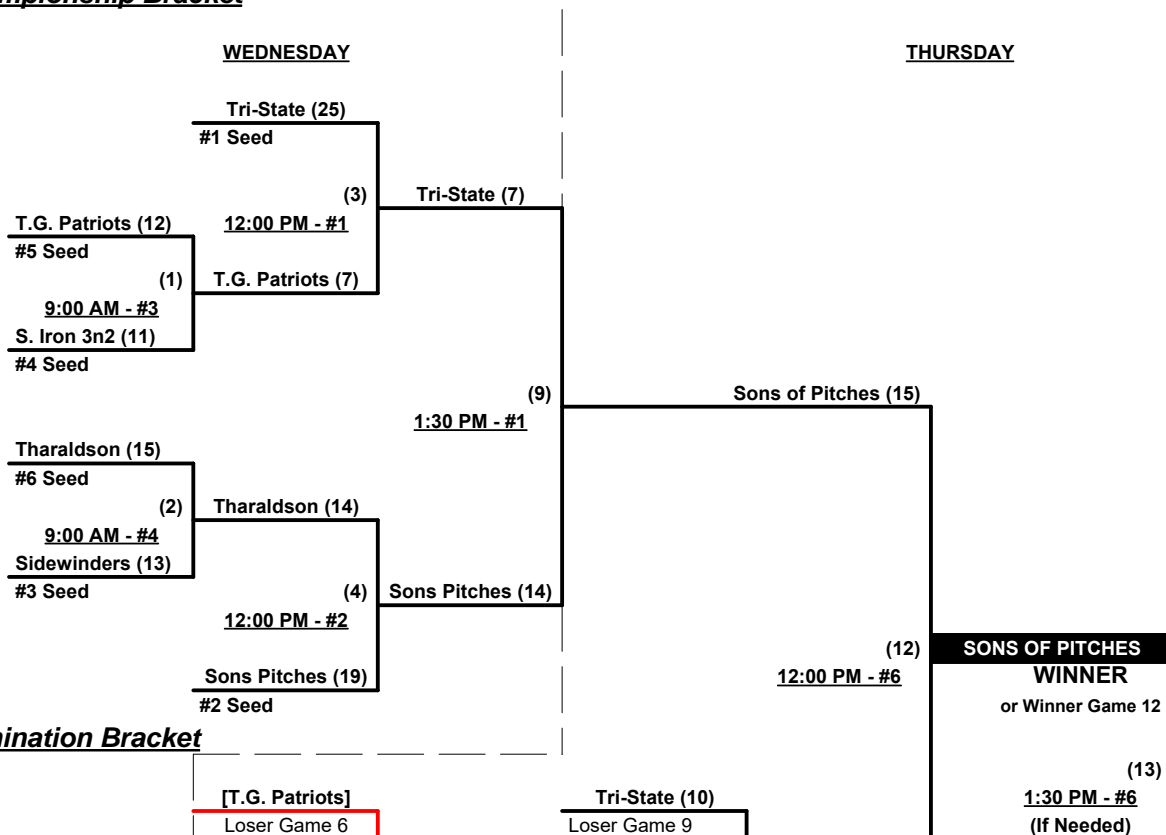 WEDNESDAY
THURSDAY
Tri-State (25)
#1 Seed
(3)
Tri-State (7)
T.G. Patriots (12)
12:00 PM - #1
#5 Seed
(1)
T.G. Patriots (7)
9:00 AM - #3
S. Iron 3n2 (11)
#4 Seed
(9)
Sons of Pitches (15)
1:30 PM - #1
Tharaldson (15)
#6 Seed
(2)
Tharaldson (14)
9:00 AM - #4
Sidewinders (13)
#3 Seed
(4)
Sons Pitches (14)
12:00 PM - #2
(12)
SONS OF PITCHES
Sons Pitches (19)
12:00 PM - #6
WINNER
#2 Seed
or Winner Game 12
Bracket
(13)
[T.G. Patriots]
Tri-State (10)
1:30 PM - #6
Loser Game 6
Loser Game 9
(If Needed)